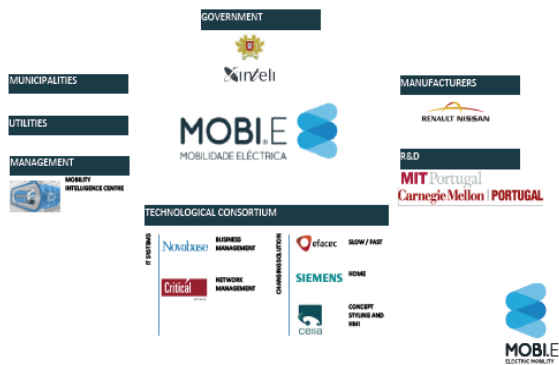 GOVERNMENT
inteli
MUNICIPALITIES
MANUFACTURERS
RENAULT NISSAN
UTILITIES
MOBI.E
MOBILIDADE ELÉCTRICA
MANAGEMENT
MOBILITY
INTELLIGENCE CENTRE
R&D
MIT Portugal
Carnegie Mellon | PORTUGAL
TECHNOLOGICAL CONSORTIUM
IT SYSTEMS
Novabase
BUSINESS
MANAGEMENT
Critical
NETWORK
MANAGEMENT
CHARGING SOLUTION
efacec
SLOW / FAST
SIEMENS
HOME
ceiia
CONCEPT
STYLING AND
HMI
MOBI.E
ELECTRIC MOBILITY